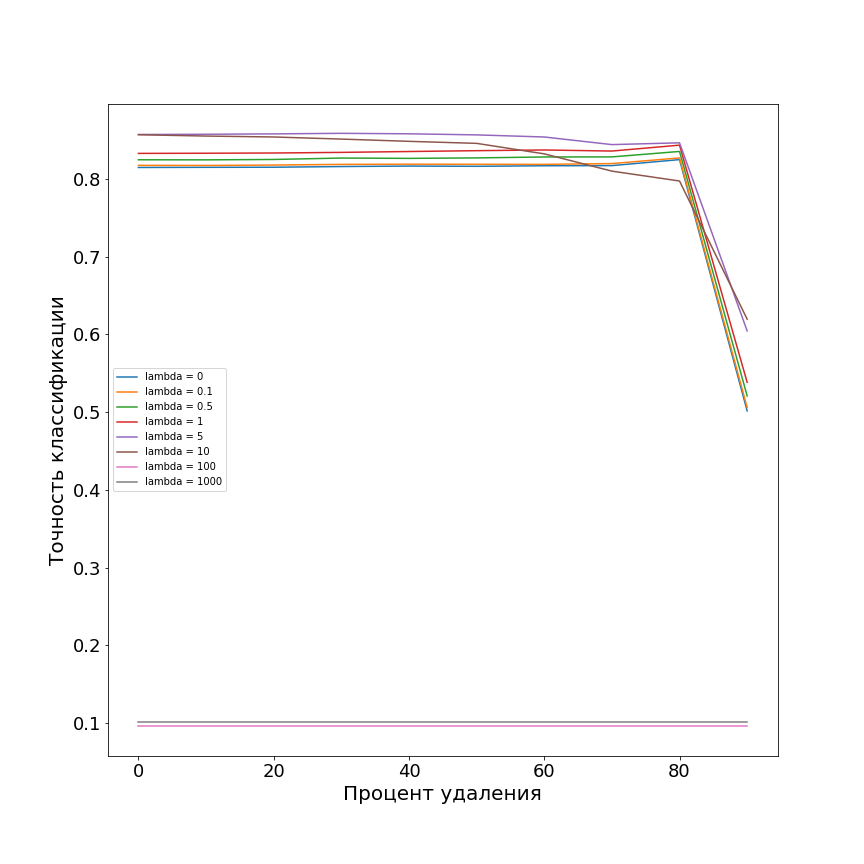 0.8
0.7
0.6
0.5
0.4
0.3
0.2
0.1
Точность классификации
lambda = 0
lambda = 0.1
lambda = 0.5
lambda = 1
lambda = 5
lambda = 10
lambda = 100
lambda = 1000
0 20 40 60 80
Процент удаления